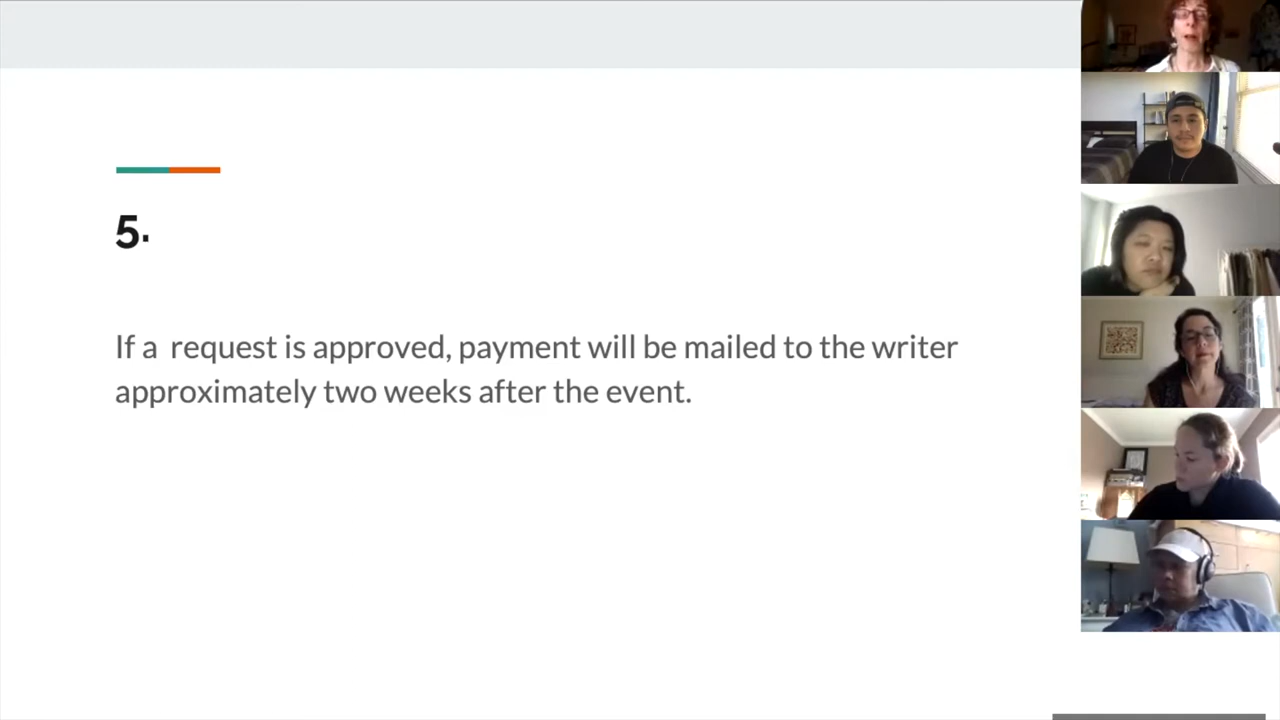 5.
If a  request is approved, payment will be mailed to the writer
approximately two weeks after the event.